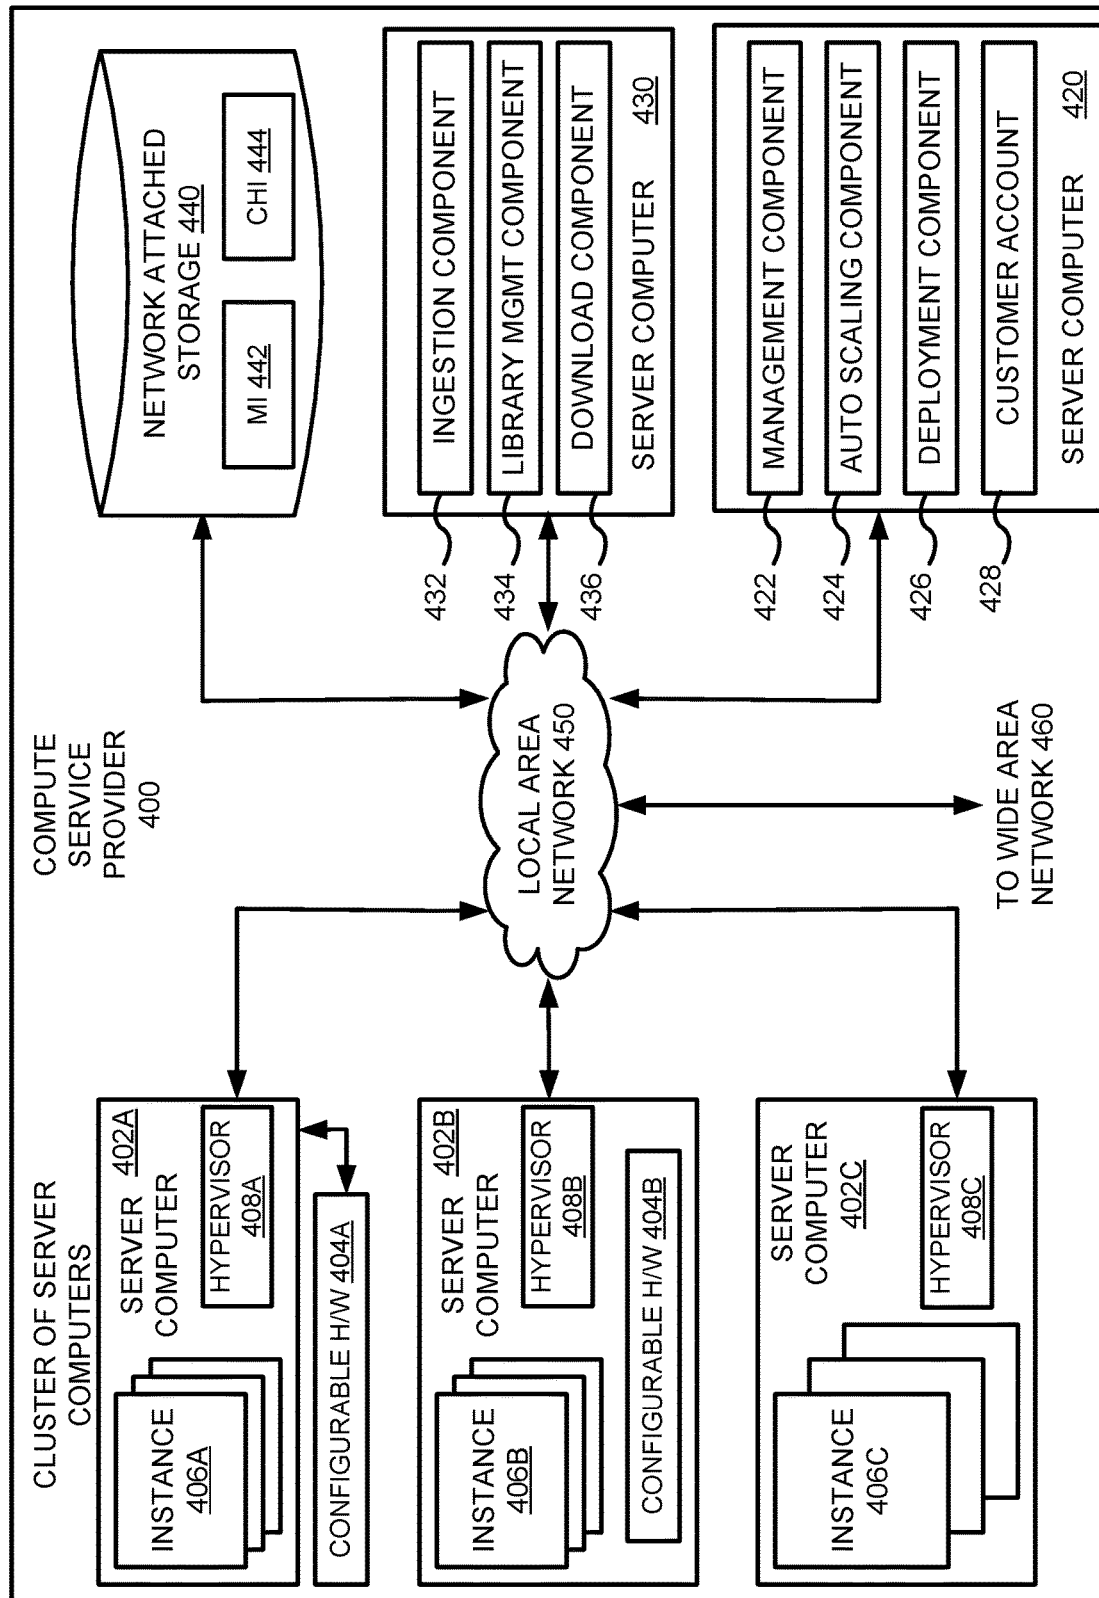 COMPUTE
SERVICE
PROVIDER
400
CLUSTER OF SERVER
COMPUTERS
SERVER 402A
COMPUTER
INSTANCE
406A
HYPERVISOR
408A
CONFIGURABLE H/W 404A
SERVER 402B
COMPUTER
INSTANCE
406B
HYPERVISOR
408B
CONFIGURABLE H/W 404B
SERVER
COMPUTER
402C
INSTANCE
406C
HYPERVISOR
408C
LOCAL AREA
NETWORK 450
TO WIDE AREA
NETWORK 460
NETWORK ATTACHED
STORAGE 440
MI 442
CHI 444
432
INGESTION COMPONENT
434
LIBRARY MGMT COMPONENT
436
DOWNLOAD COMPONENT
SERVER COMPUTER 430
422
MANAGEMENT COMPONENT
424
AUTO SCALING COMPONENT
426
DEPLOYMENT COMPONENT
428
CUSTOMER ACCOUNT
SERVER COMPUTER 420